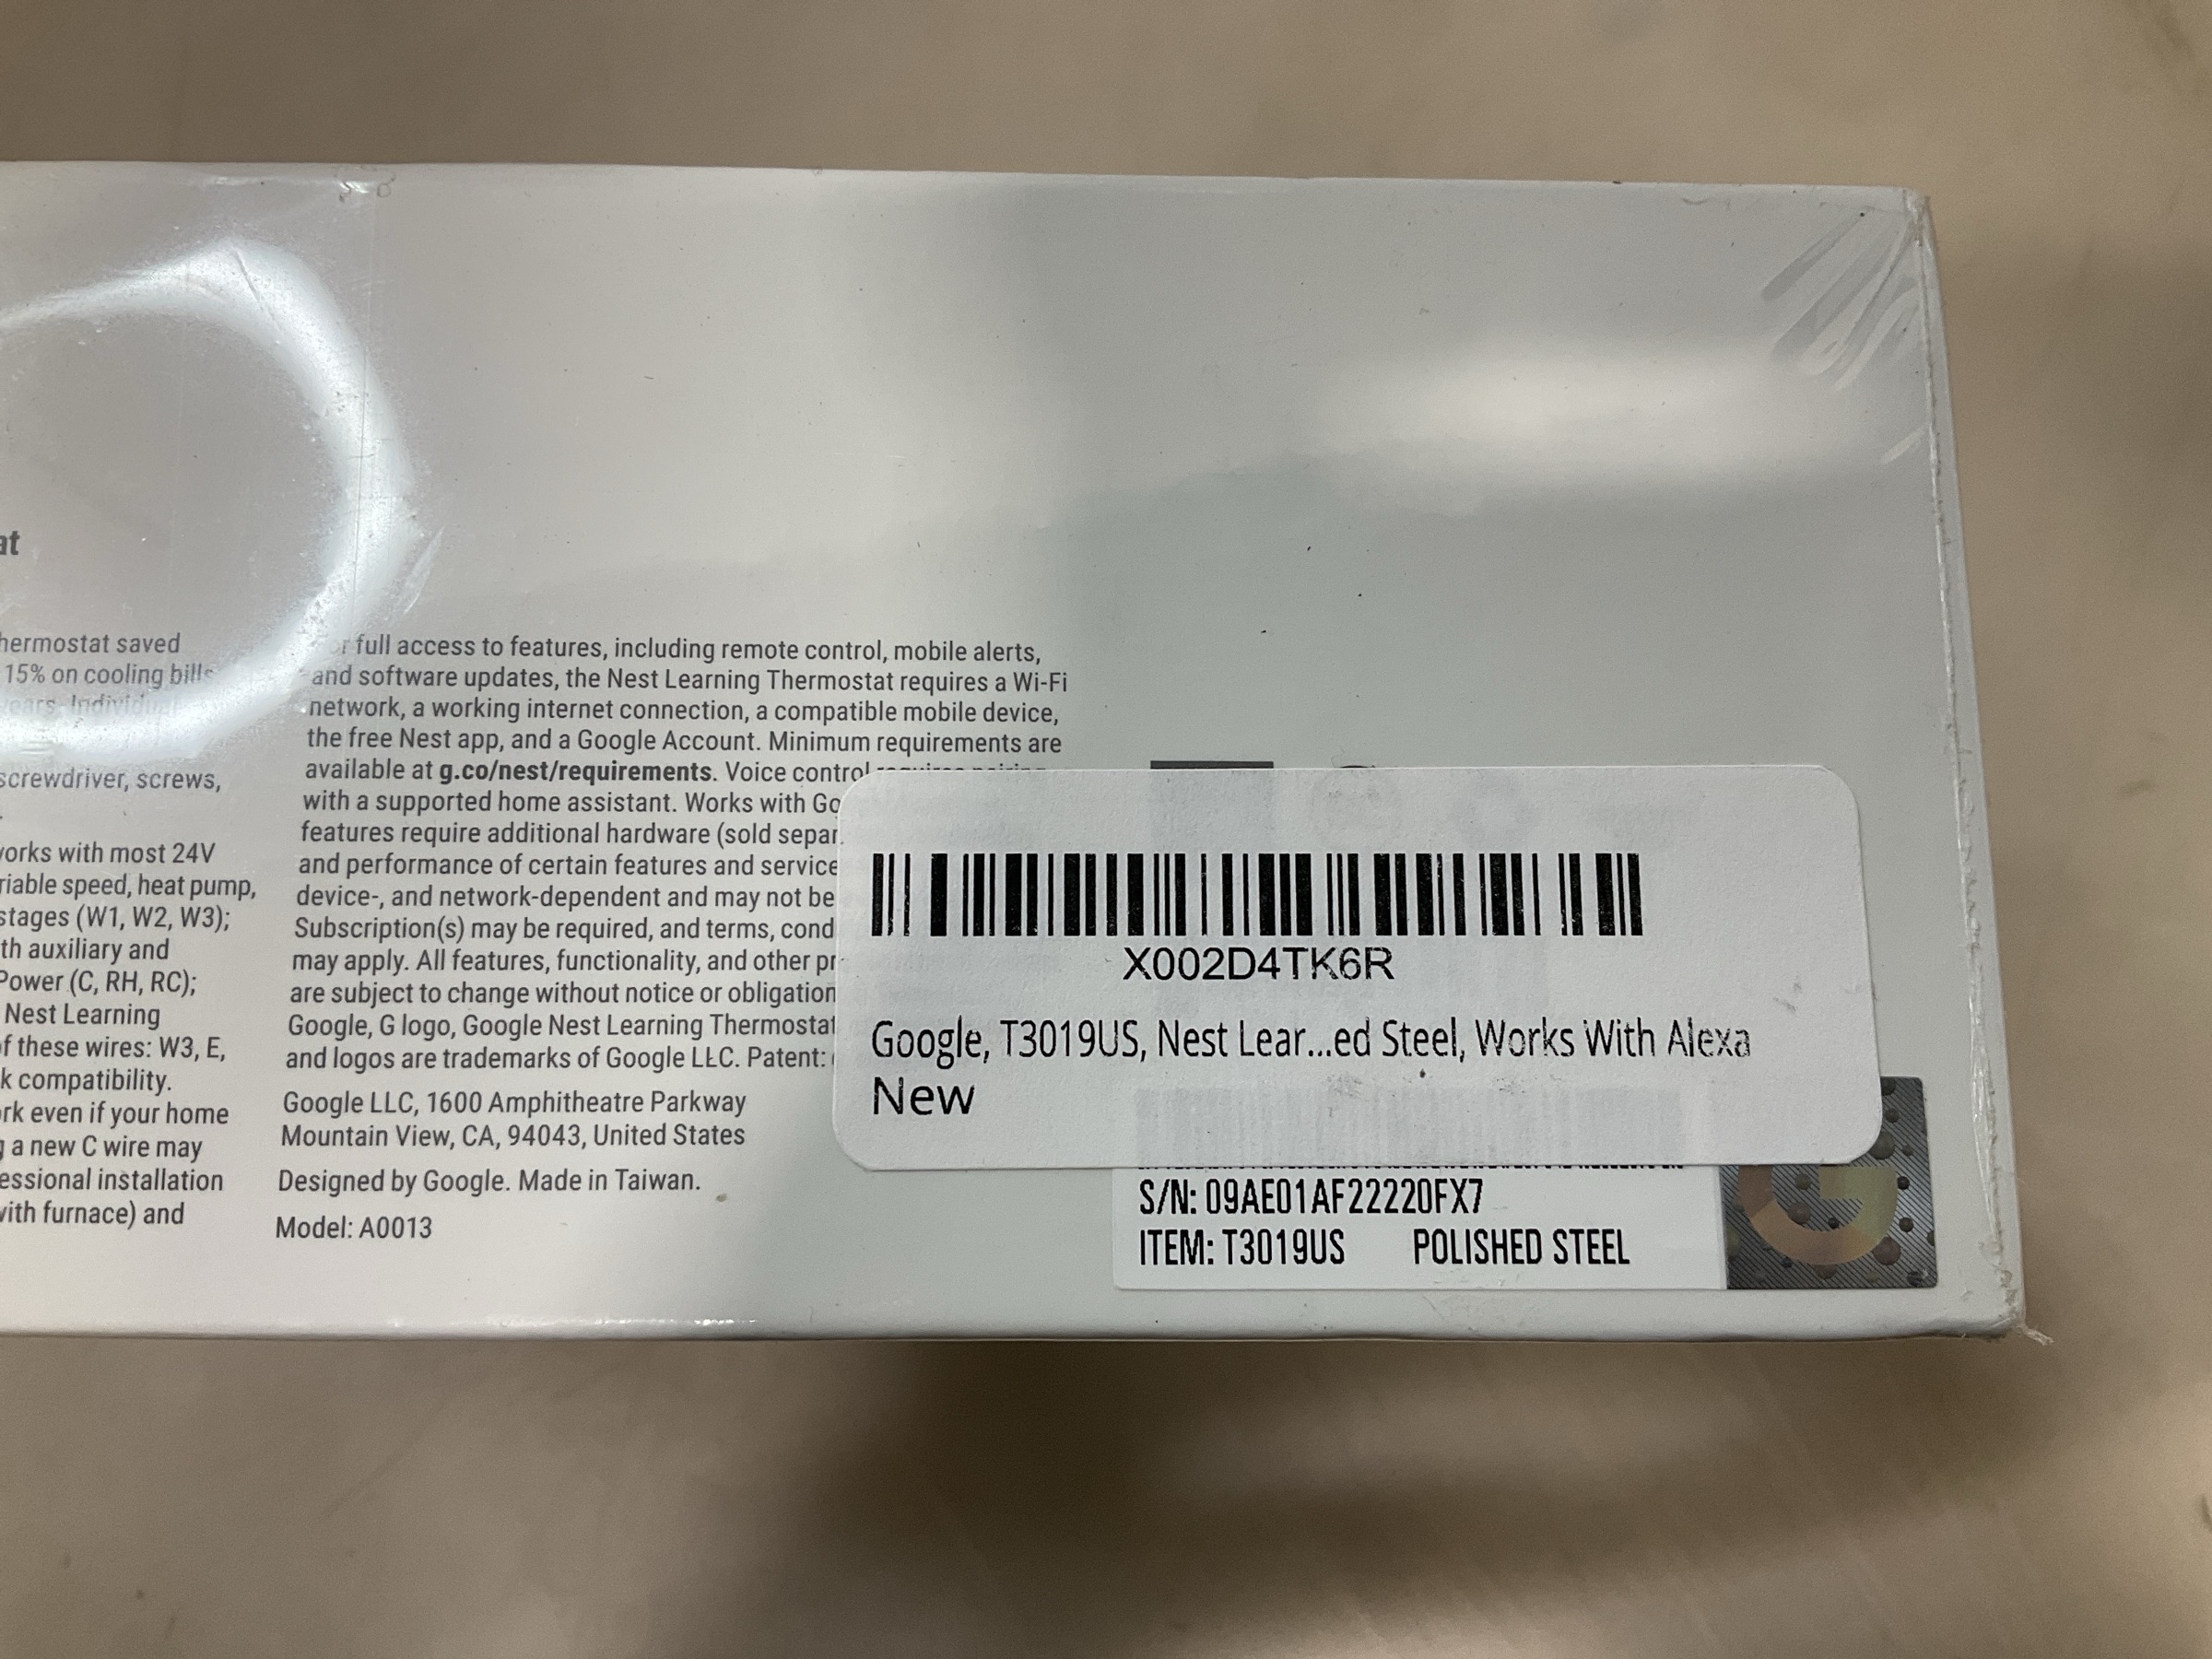 at
hermostat saved
15% on cooling bills
years. Individu
screwdriver, screws,
works with most 24V
riable speed, heat pump,
stages (W1, W2, W3);
th auxiliary and
Power (C, RH, RC);
Nest Learning
of these wires: W3, E,
k compatibility.
rk even if your home
g a new C wire may
essional installation
with furnace) and
full access to features, including remote control, mobile alerts,
and software updates, the Nest Learning Thermostat requires a Wi-Fi
network, a working internet connection, a compatible mobile device,
the free Nest app, and a Google Account. Minimum requirements are
available at g.co/nest/requirements. Voice control requires pairing
with a supported home assistant. Works with Go
features require additional hardware (sold separ
and performance of certain features and service
device-, and network-dependent and may not be
Subscription(s) may be required, and terms, cond
may apply. All features, functionality, and other pr
are subject to change without notice or obligation
Google, G logo, Google Nest Learning Thermostat
and logos are trademarks of Google LLC. Patent:
Google LLC, 1600 Amphitheatre Parkway
Mountain View, CA, 94043, United States
Designed by Google. Made in Taiwan.
Model: A0013
X002D4TK6R
Google, T3019US, Nest Lear...ed Steel, Works With Alexa
New
S/N: 09AE01AF22220FX7
ITEM: T3019US POLISHED STEEL
G